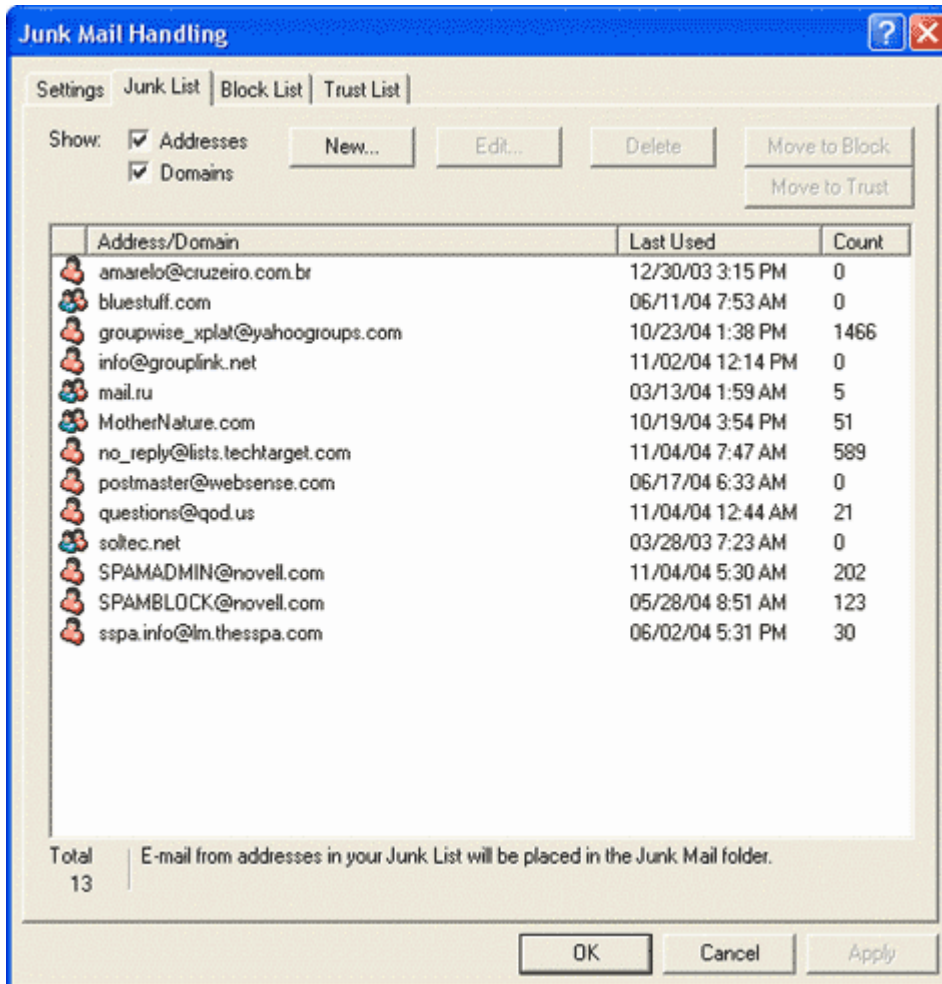 Junk Mail Handling
Settings Junk List Block List Trust List
Show: Addresses New... Edit... Delete Move to Block
Domains Move to Trust
Address/Domain Last Used Count
amarelo@cruzeiro.com.br 12/30/03 3:15 PM 0
bluestuff.com 06/11/04 7:53 AM 0
groupwise_xplat@yahoogroups.com 10/23/04 1:38 PM 1466
info@grouplink.net 11/02/04 12:14 PM 0
mail.ru 03/13/04 1:59 AM 5
MotherNature.com 10/19/04 3:54 PM 51
no_reply@lists.techtarget.com 11/04/04 7:47 AM 589
postmaster@websense.com 06/17/04 6:33 AM 0
questions@qod.us 11/04/04 12:44 AM 21
soltec.net 03/28/03 7:23 AM 0
SPAMADMIN@novell.com 11/04/04 5:30 AM 202
SPAMBLOCK@novell.com 05/28/04 8:51 AM 123
sspa.info@lm.thesspa.com 06/02/04 5:31 PM 30
Total E-mail from addresses in your Junk List will be placed in the Junk Mail folder.
13
OK Cancel Apply